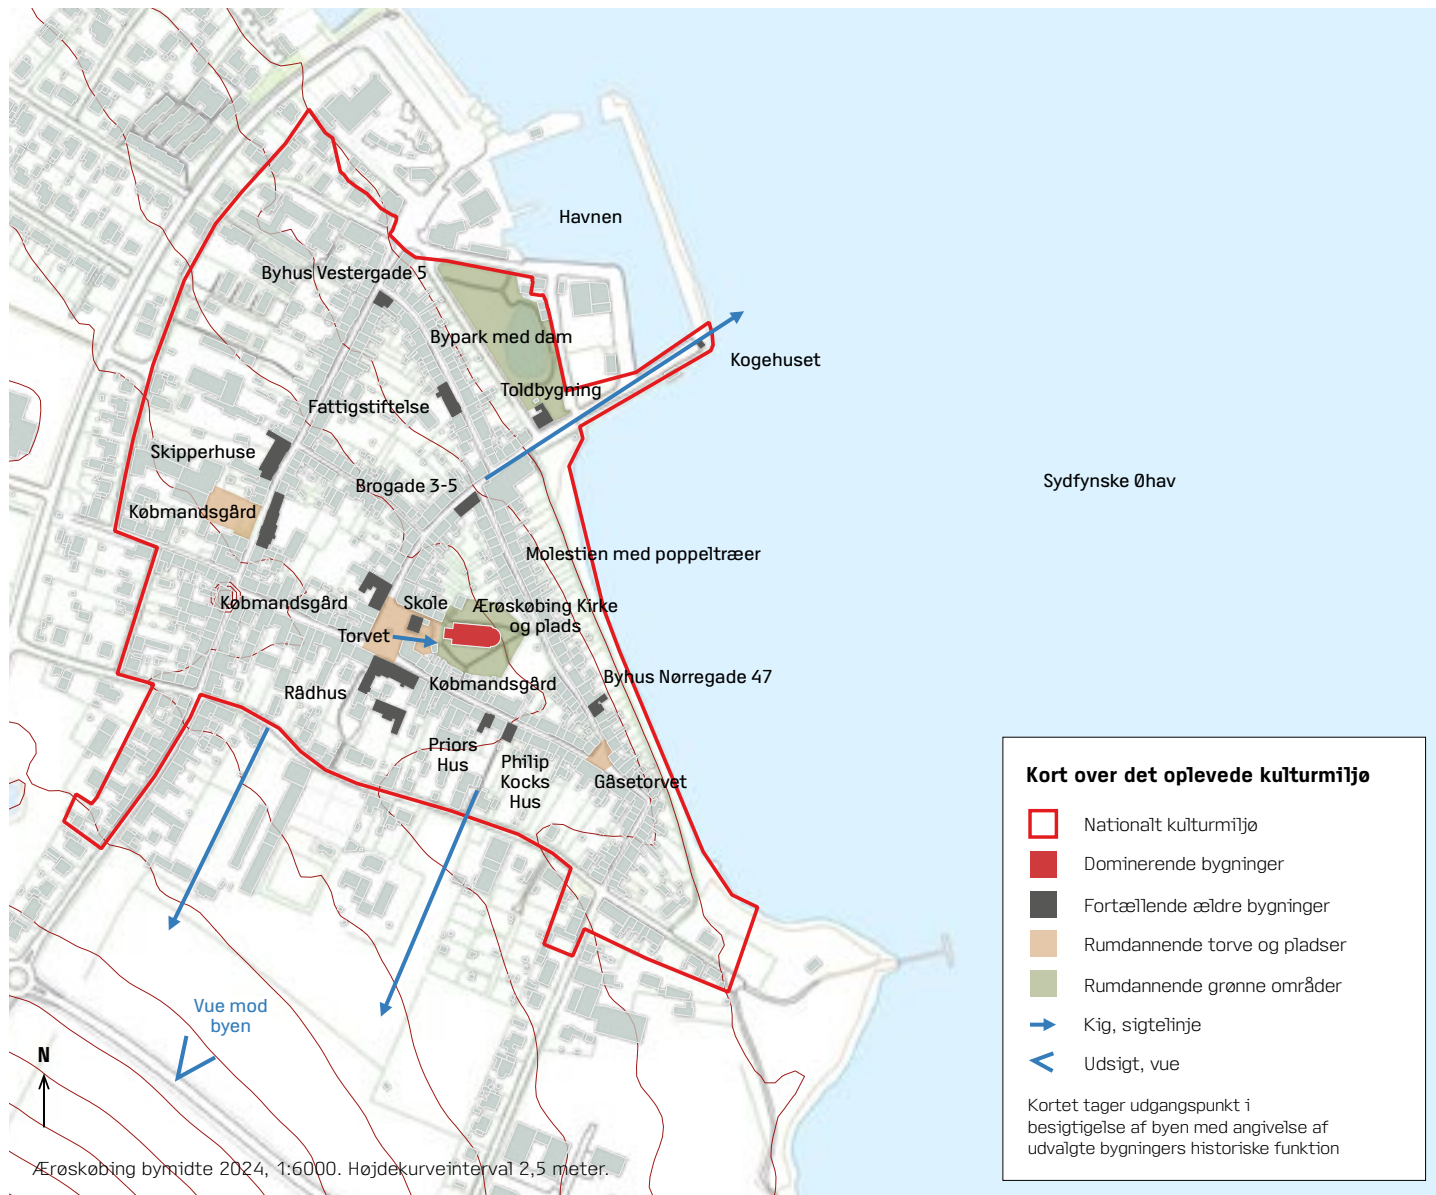 Havnen
Byhus Vestergade 5
Bypark med dam
Kogehuset
Toldbygning
Fattigstiftelse
Skipperhuse
Brogade 3-5
Sydfynske Øhav
Købmandsgård
Molestien med poppeltræer
Købmandsgård
Skole
Ærøskøbing Kirke
og plads
Torvet
Rådhus
Købmandsgård
Byhus Nørregade 47
Priors
Hus
Philip
Kocks
Hus
Gåsetorvet
Vue mod
byen
N
Ærøskøbing bymidte 2024, 1:6000. Højdekurveinterval 2,5 meter.
Kort over det oplevede kulturmiljø
Nationalt kulturmiljø
Dominerende bygninger
Fortællende ældre bygninger
Rumdannende torve og pladser
Rumdannende grønne områder
Kig, sigtelinje
Udsigt, vue
Kortet tager udgangspunkt i
besigtigelse af byen med angivelse af
udvalgte bygningers historiske funktion